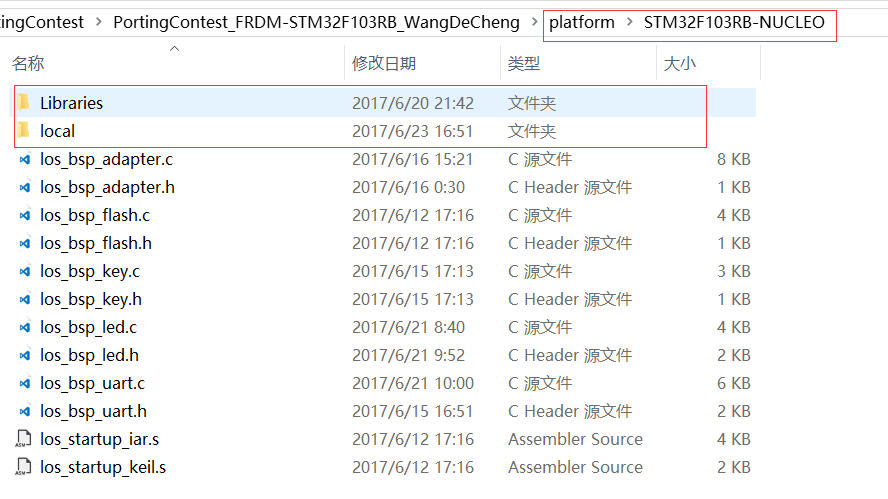 tingContest > PortingContest_FRDM-STM32F103RB_WangDeCheng > platform > STM32F103RB-NUCLEO
名称 修改日期 类型 大小
Libraries 2017/6/20 21:42 文件夹
local 2017/6/23 16:51 文件夹
los_bsp_adapter.c 2017/6/16 15:21 C 源文件 8 KB
los_bsp_adapter.h 2017/6/16 0:30 C Header 源文件 1 KB
los_bsp_flash.c 2017/6/12 17:16 C 源文件 4 KB
los_bsp_flash.h 2017/6/12 17:16 C Header 源文件 1 KB
los_bsp_key.c 2017/6/15 17:13 C 源文件 3 KB
los_bsp_key.h 2017/6/15 17:13 C Header 源文件 1 KB
los_bsp_led.c 2017/6/21 8:40 C 源文件 4 KB
los_bsp_led.h 2017/6/21 9:52 C Header 源文件 2 KB
los_bsp_uart.c 2017/6/21 10:00 C 源文件 6 KB
los_bsp_uart.h 2017/6/15 16:51 C Header 源文件 2 KB
los_startup_iar.s 2017/6/12 17:16 Assembler Source 4 KB
los_startup_keil.s 2017/6/12 17:16 Assembler Source 2 KB